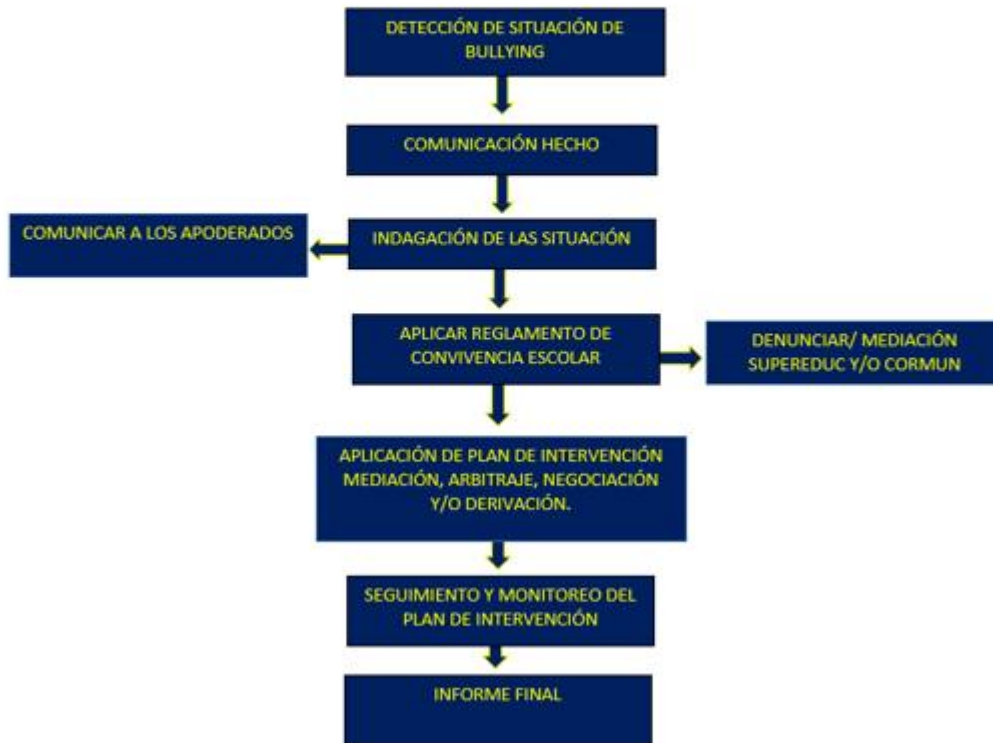 DETECCIÓN DE SITUACIÓN DE
BULLYING
COMUNICACIÓN HECHO
COMUNICAR A LOS APODERADOS
INDAGACIÓN DE LAS SITUACIÓN
APLICAR REGLAMENTO DE
CONVIVENCIA ESCOLAR
DENUNCIAR/ MEDIACIÓN
SUPEREDUC Y/O CORMUN
APLICACIÓN DE PLAN DE INTERVENCIÓN
MEDIACIÓN, ARBITRAJE, NEGOCIACIÓN
Y/O DERIVACIÓN.
SEGUIMIENTO Y MONITOREO DEL
PLAN DE INTERVENCIÓN
INFORME FINAL